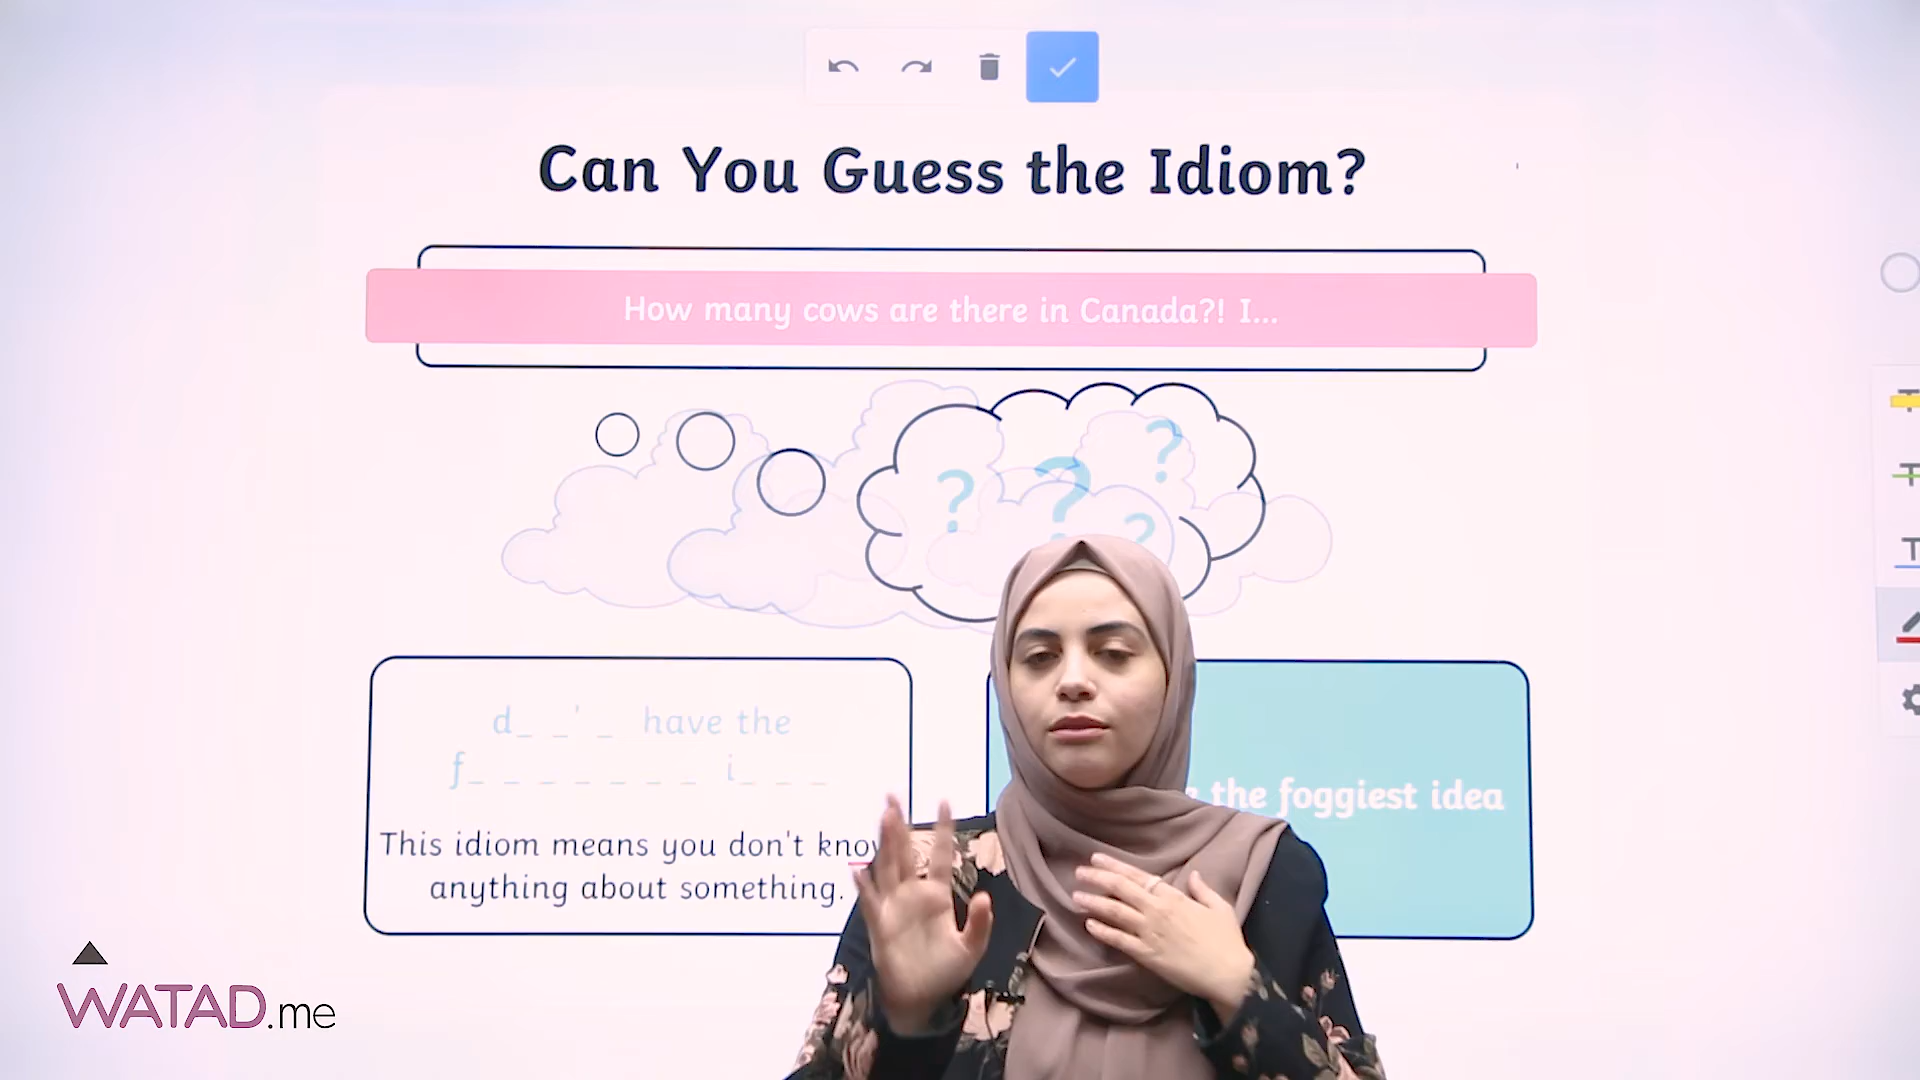 Can You Guess the Idiom?
How many cows are there in Canada?! I...
? ? ? ?
d_ _'_ have the
f_ _ _ _ _ _ _ i_ _ _
This idiom means you don't know
anything about something.
the foggiest idea
WATAD.me